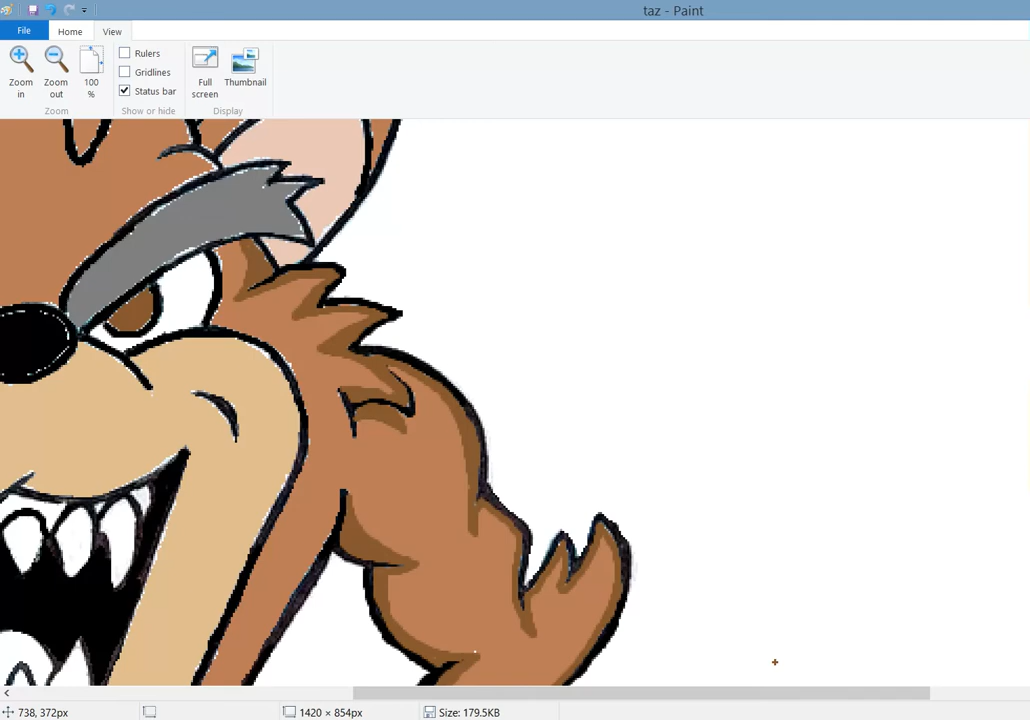 taz - Paint
File Home View
Zoom in
Zoom out
100 %
Rulers
Gridlines
Status bar
Full screen
Thumbnail
Zoom
Show or hide
Display
738, 372px
1420 × 854px
Size: 179.5KB